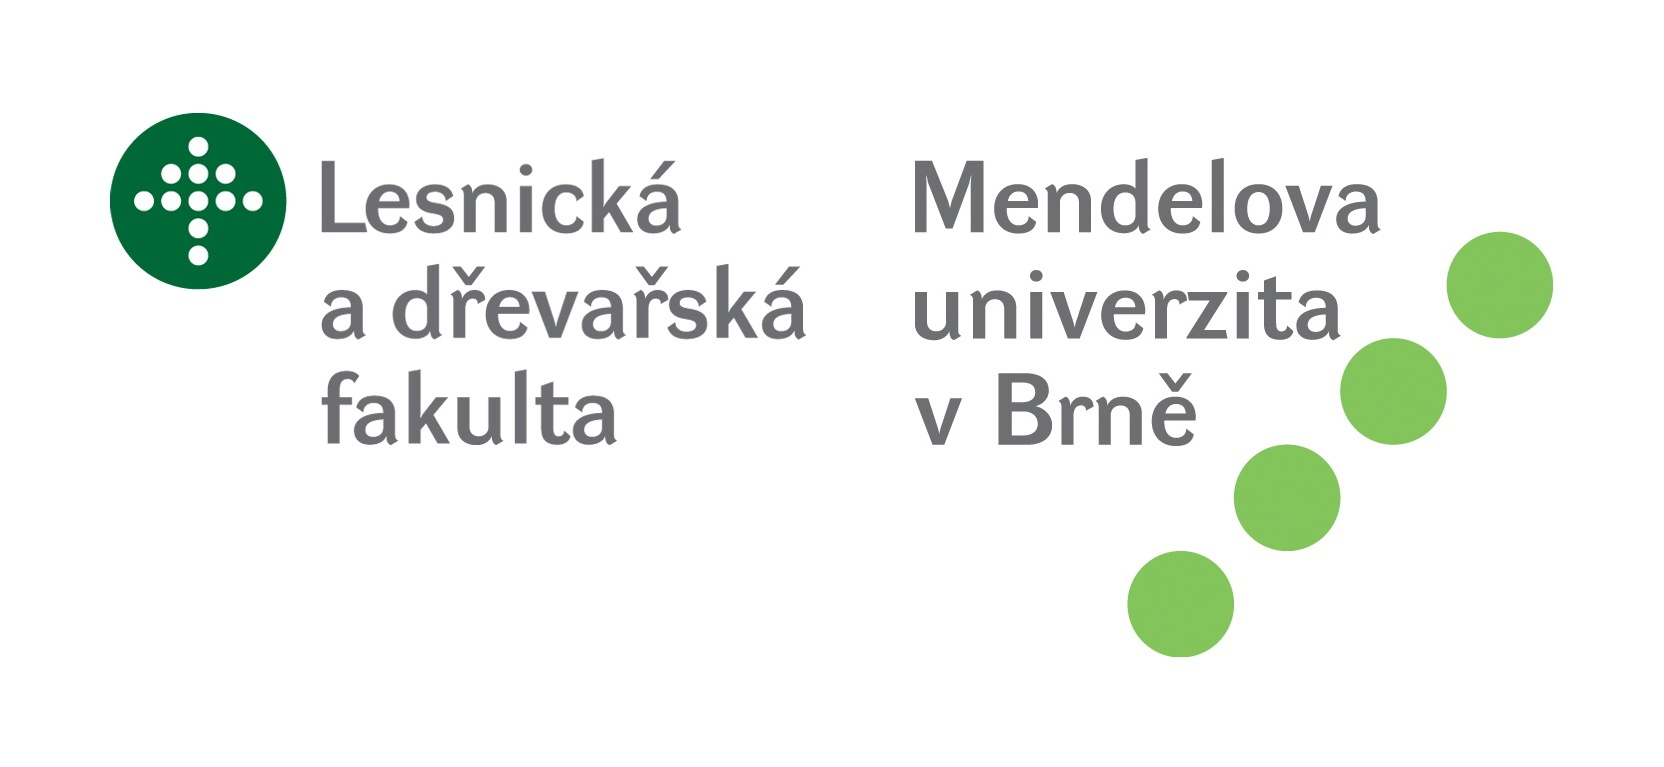 Lesnická
a dřevařská
fakulta
Mendelova
univerzita
v Brně